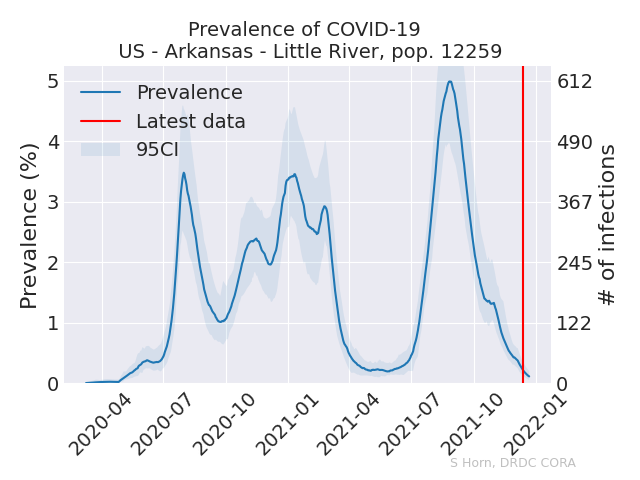 Prevalence of COVID-19
US - Arkansas - Little River, pop. 12259
Prevalence
Latest data
95CI
Prevalence (%)
5
4
3
2
1
0
612
490
367
245
122
0
# of infections
2020-04
2020-07
2020-10
2021-01
2021-04
2021-07
2021-10
2022-01
S Horn, DRDC CORA